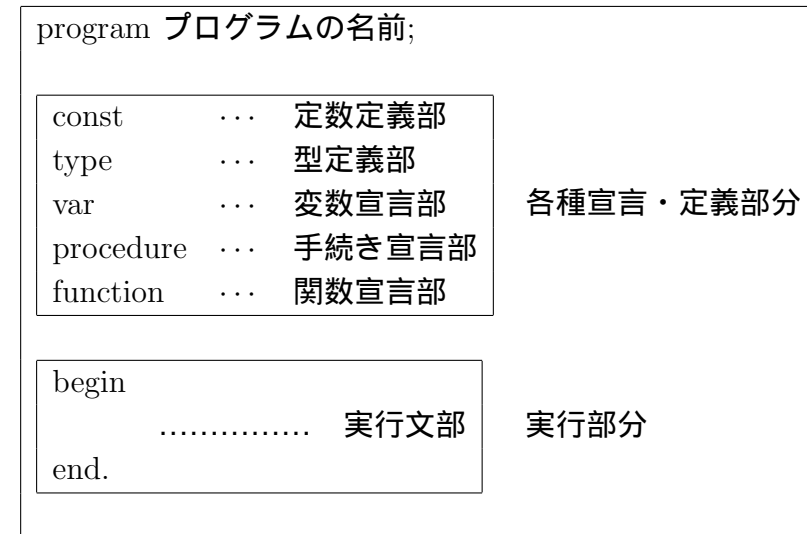 program プログラムの名前;
const ··· 定数定義部
type ··· 型定義部
var ··· 変数宣言部 各種宣言・定義部分
procedure ··· 手続き宣言部
function ··· 関数宣言部
begin
............... 実行文部 実行部分
end.